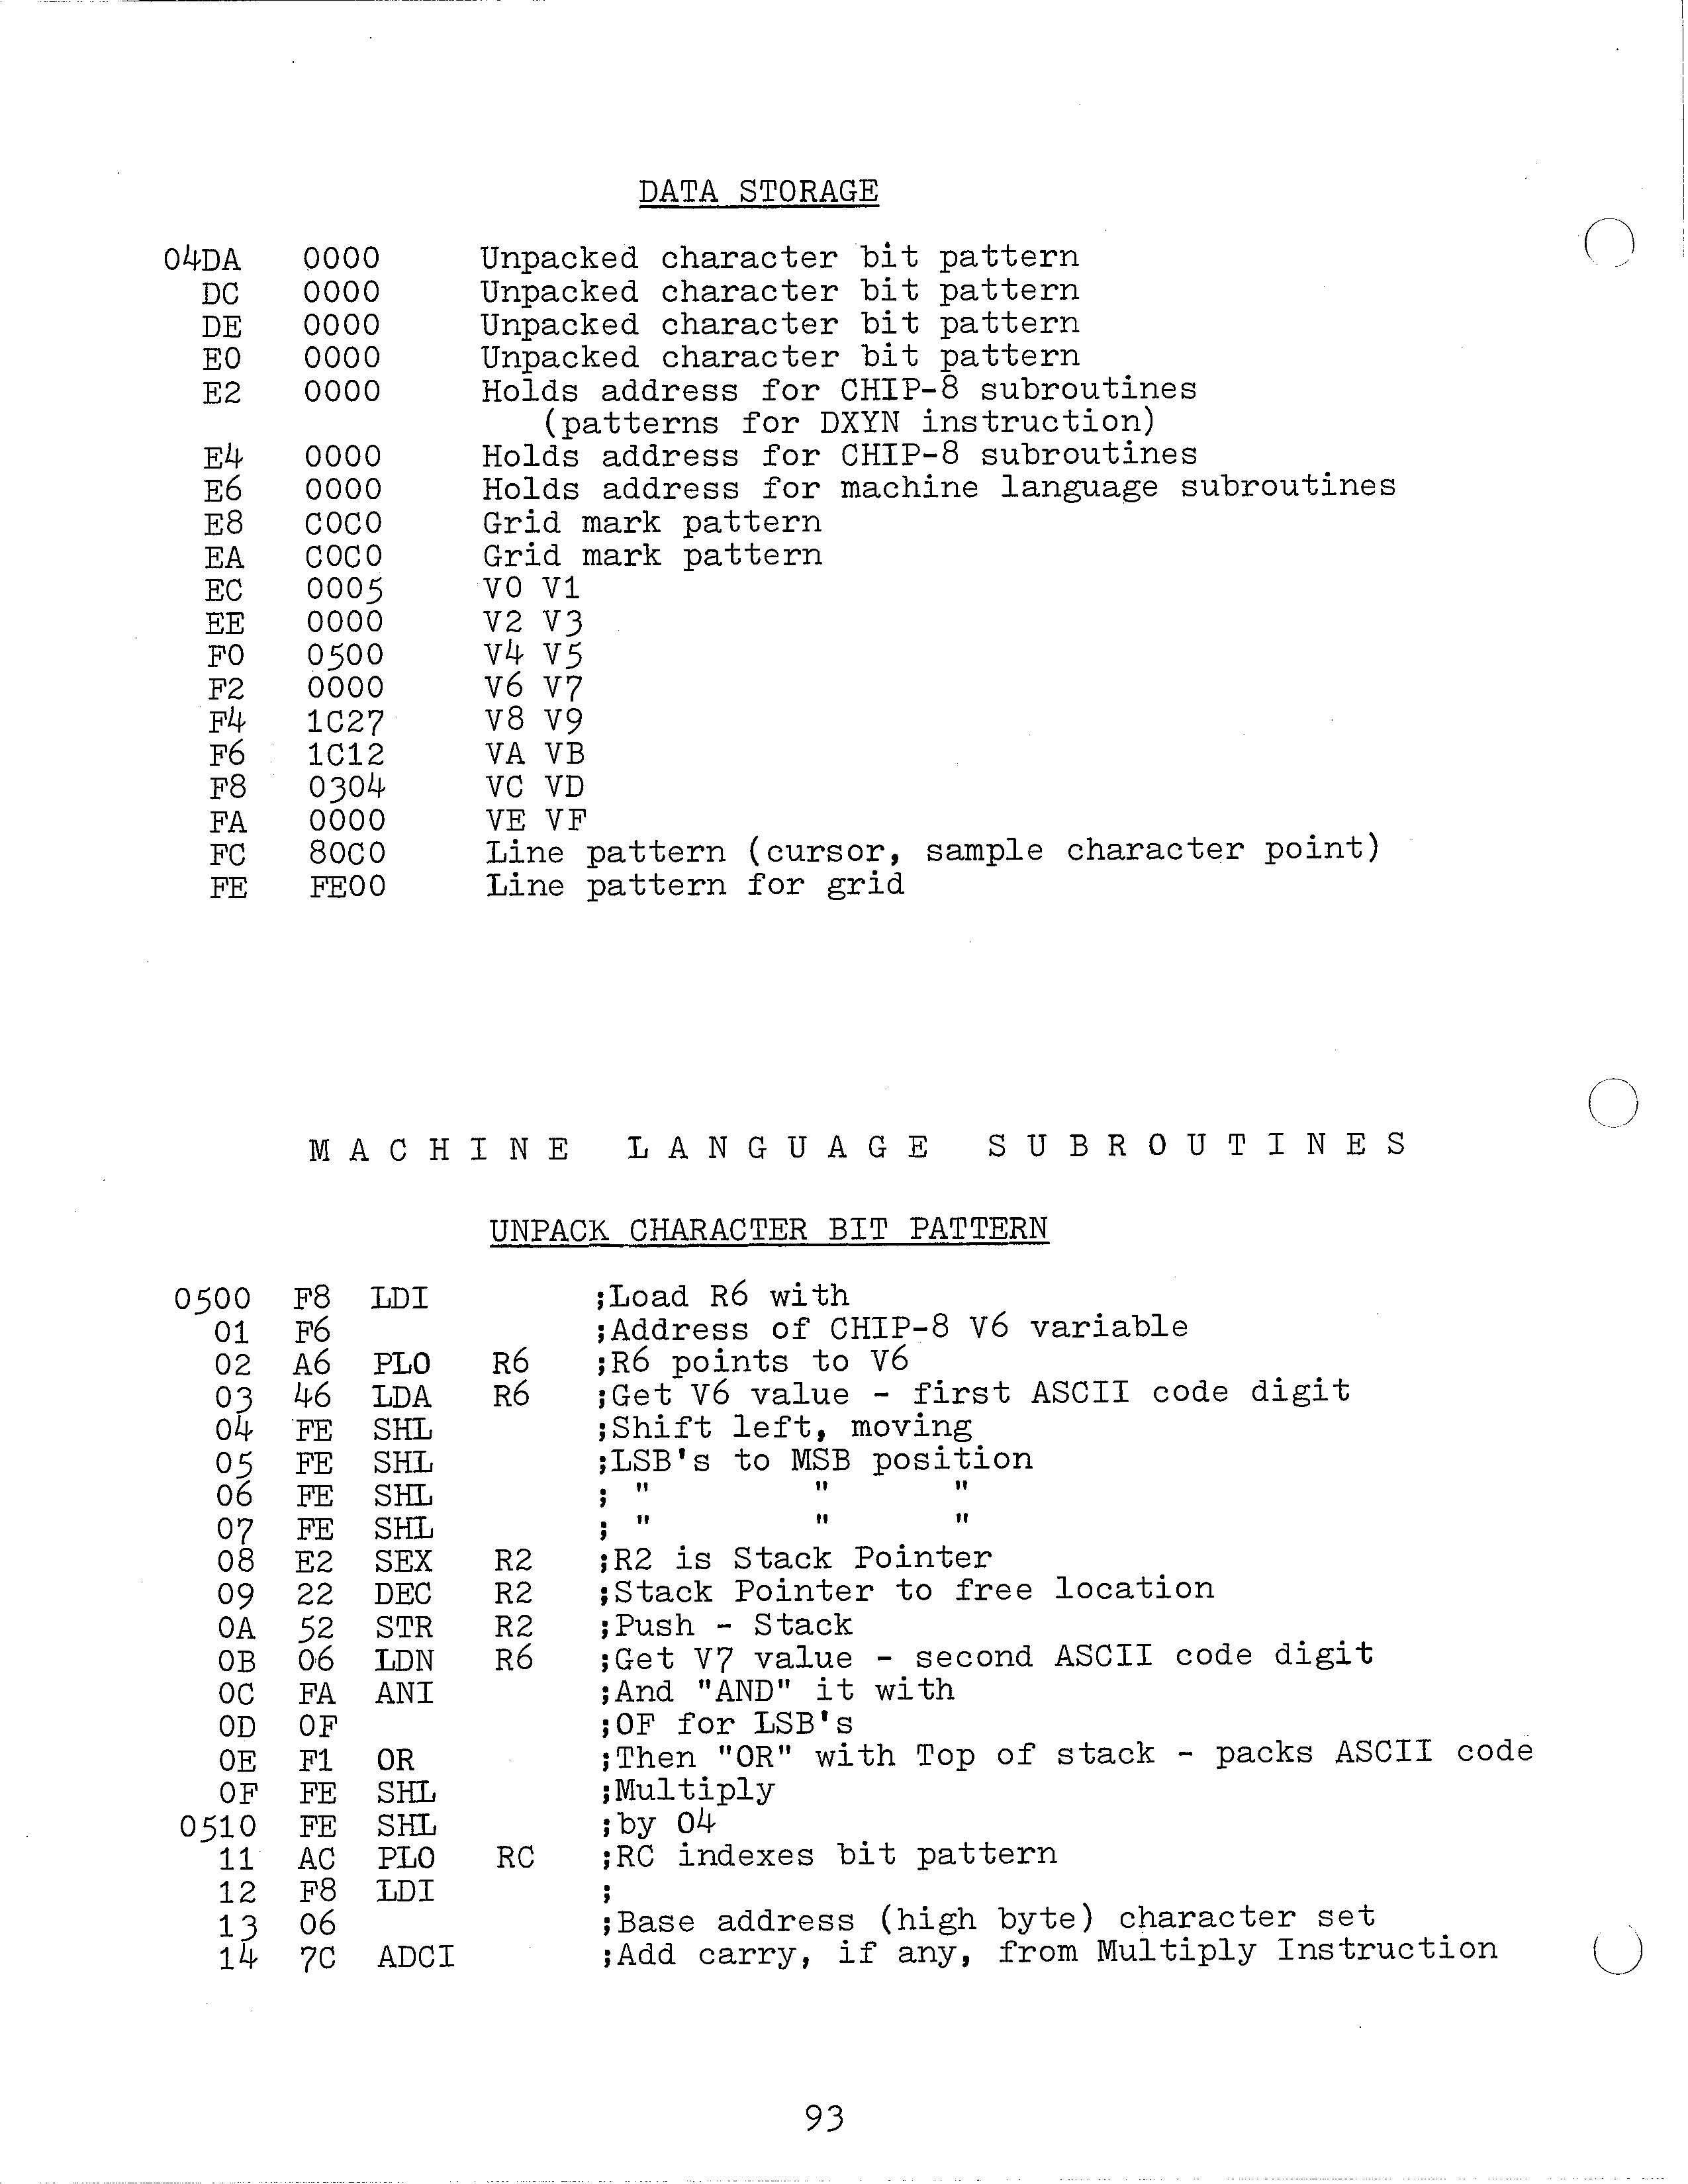 DATA STORAGE
04DA 0000 Unpacked character bit pattern
DC 0000 Unpacked character bit pattern
DE 0000 Unpacked character bit pattern
E0 0000 Unpacked character bit pattern
E2 0000 Holds address for CHIP-8 subroutines
(patterns for DXYN instruction)
E4 0000 Holds address for CHIP-8 subroutines
E6 0000 Holds address for machine language subroutines
E8 C0C0 Grid mark pattern
EA C0C0 Grid mark pattern
EC 0005 V0 V1
EE 0000 V2 V3
F0 0500 V4 V5
F2 0000 V6 V7
F4 1C27 V8 V9
F6 1C12 VA VB
F8 0304 VC VD
FA 0000 VE VF
FC 80C0 Line pattern (cursor, sample character point)
FE FE00 Line pattern for grid
MACHINE LANGUAGE SUBROUTINES
UNPACK CHARACTER BIT PATTERN
0500 F8 LDI ;Load R6 with
01 F6 ;Address of CHIP-8 V6 variable
02 A6 PLO R6 ;R6 points to V6
03 46 LDA R6 ;Get V6 value - first ASCII code digit
04 FE SHL ;Shift left, moving
05 FE SHL ;LSB's to MSB position
06 FE SHL ; " " "
07 FE SHL ; " " "
08 E2 SEX R2 ;R2 is Stack Pointer
09 22 DEC R2 ;Stack Pointer to free location
0A 52 STR R2 ;Push - Stack
0B 06 LDN R6 ;Get V7 value - second ASCII code digit
0C FA ANI ;And "AND" it with
0D 0F ;0F for LSB's
0E F1 OR ;Then "OR" with Top of stack - packs ASCII code
0F FE SHL ;Multiply
0510 FE SHL ;by 04
11 AC PLO RC ;RC indexes bit pattern
12 F8 LDI ;
13 06 ;Base address (high byte) character set
14 7C ADCI ;Add carry, if any, from Multiply Instruction
93